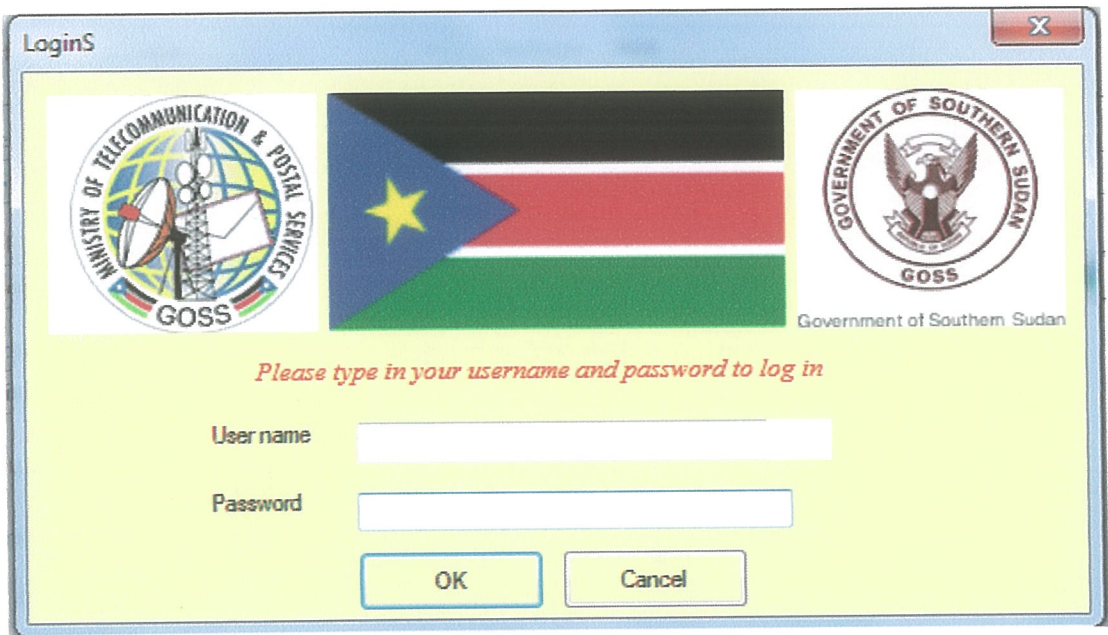 LoginS
X
MINISTRY OF TELECOMMUNICATION & POSTAL SERVICES
GOSS
GOVERNMENT OF SOUTHERN SUDAN
GOSS
Government of Southern Sudan
Please type in your username and password to log in
User name
Password
OK
Cancel